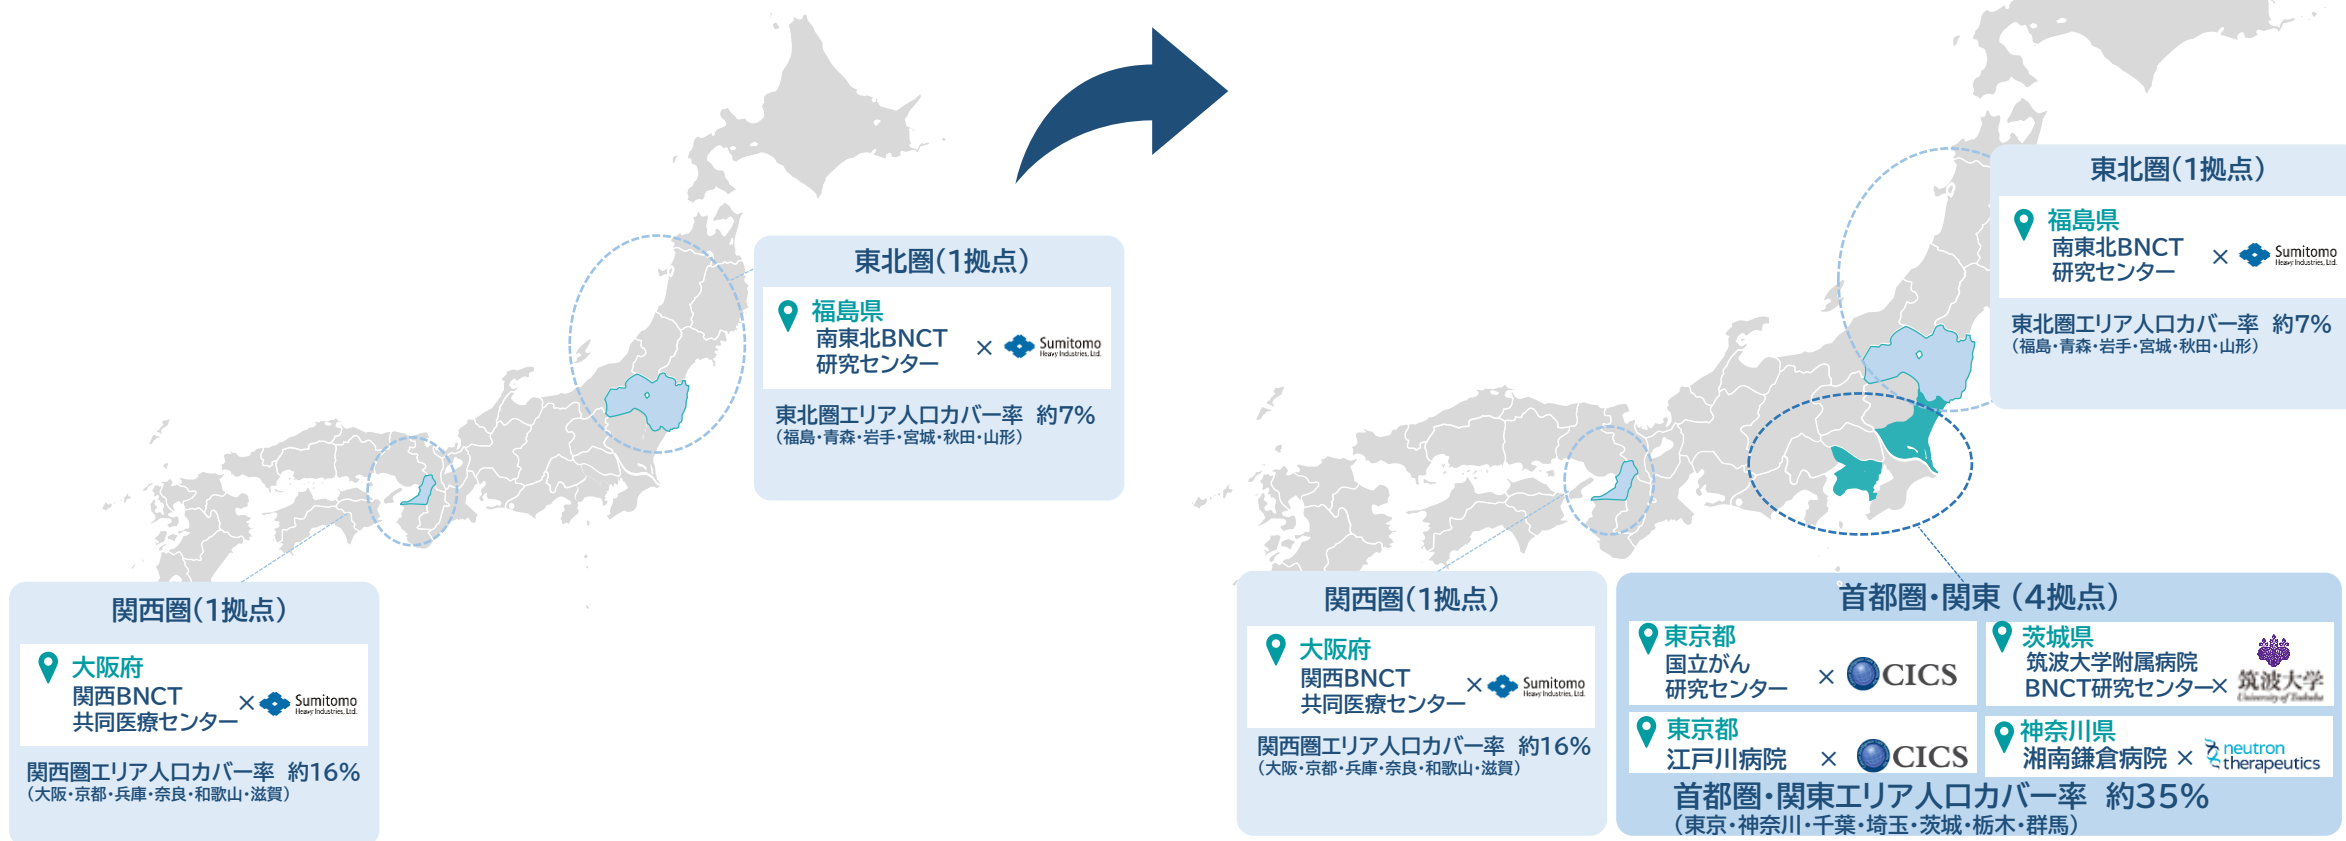 東北圏（1拠点）
福島県
南東北BNCT
研究センター
×
Sumitomo
Heavy Industries, Ltd.
東北圏エリア人口カバー率 約7%
（福島・青森・岩手・宮城・秋田・山形）
関西圏（1拠点）
大阪府
関西BNCT
共同医療センター
×
Sumitomo
Heavy Industries, Ltd.
関西圏エリア人口カバー率 約16%
（大阪・京都・兵庫・奈良・和歌山・滋賀）
東北圏（1拠点）
福島県
南東北BNCT
研究センター
×
Sumitomo
Heavy Industries, Ltd.
東北圏エリア人口カバー率 約7%
（福島・青森・岩手・宮城・秋田・山形）
関西圏（1拠点）
大阪府
関西BNCT
共同医療センター
×
Sumitomo
Heavy Industries, Ltd.
関西圏エリア人口カバー率 約16%
（大阪・京都・兵庫・奈良・和歌山・滋賀）
首都圏・関東（4拠点）
東京都
国立がん
研究センター
×
CICS
茨城県
筑波大学附属病院
BNCT研究センター×
筑波大学
University of Tsukuba
東京都
江戸川病院 × CICS
神奈川県
湘南鎌倉病院 ×
neutron
therapeutics
首都圏・関東エリア人口カバー率 約35%
（東京・神奈川・千葉・埼玉・茨城・栃木・群馬）